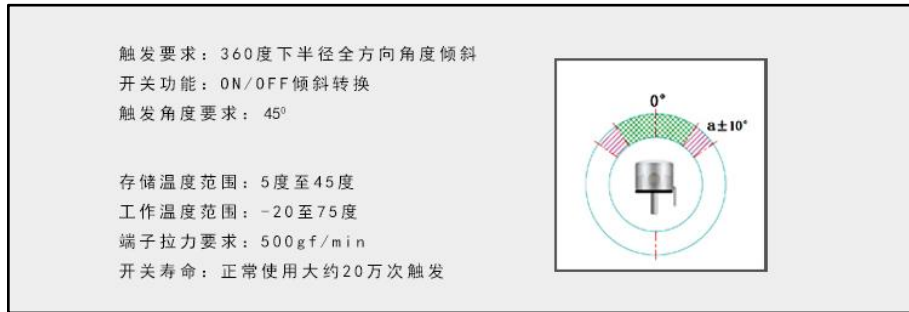 触发要求：360度下半径全方向角度倾斜
开关功能：ON/OFF倾斜转换
触发角度要求：45⁰
存储温度范围：5度至45度
工作温度范围：-20至75度
端子拉力要求：500gf/min
开关寿命：正常使用大约20万次触发
0°
a±10°